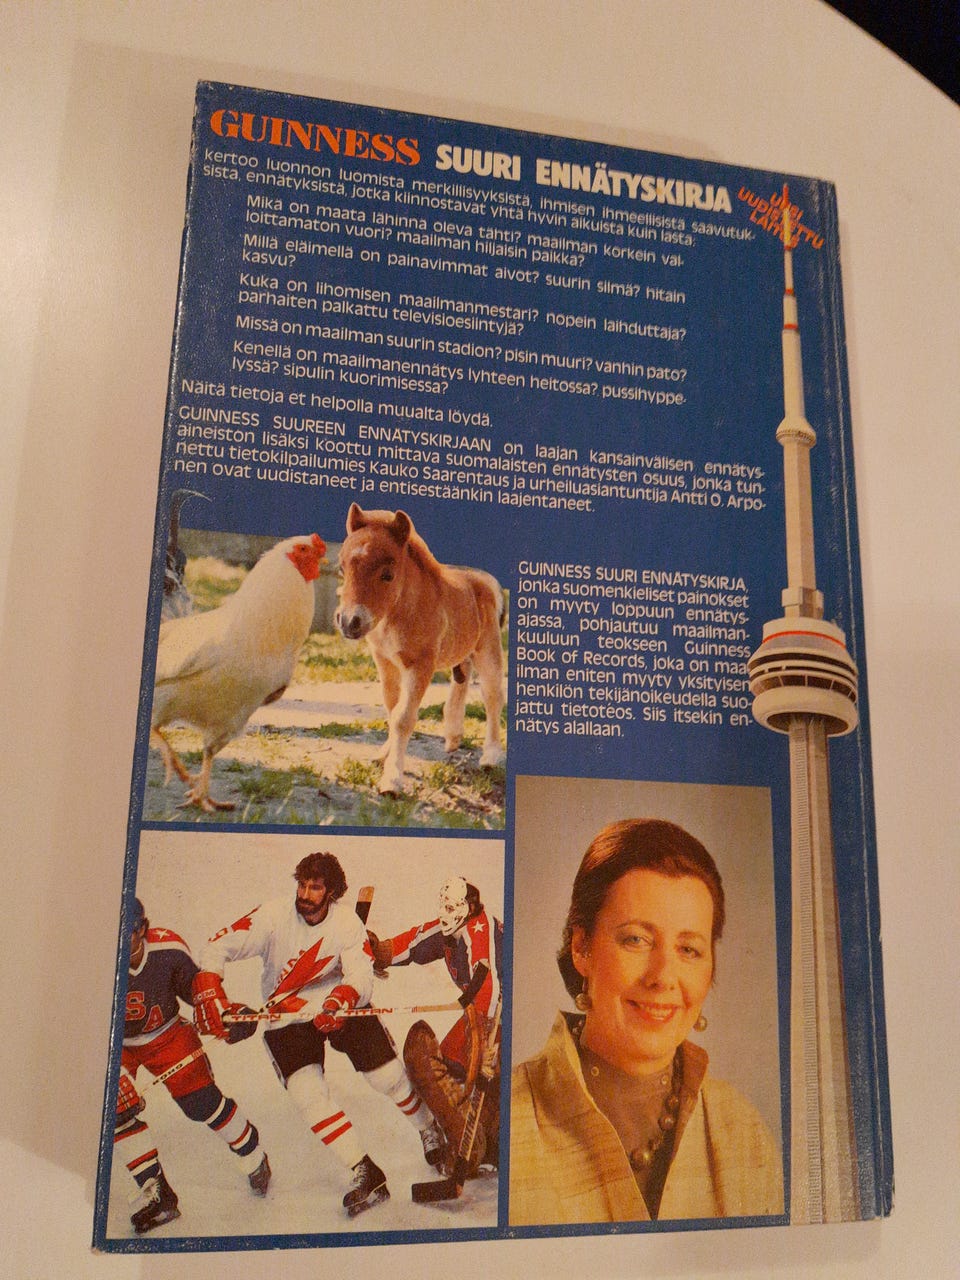 GUINNESS SUURI ENNÄTYSKIRJA
UUSI
UUDISTETTU
LAITOS
kertoo luonnon luomista merkillisyyksistä, ihmisen ihmeellisistä saavutuk-
sista, ennätyksistä, jotka kiinnostavat yhtä hyvin aikuista kuin lasta:
Mikä on maata lähinnä oleva tähti? maailman korkein val-
loittamaton vuori? maailman hiljaisin paikka?
Millä eläimellä on painavimmat aivot? suurin silmä? hitain
kasvu?
Kuka on lihomisen maailmanmestari? nopein laihduttaja?
parhaiten palkattu televisioesiintyjä?
Missä on maailman suurin stadion? pisin muuri? vanhin pato?
Kenellä on maailmanennätys lyhteen heitossa? pussihyppe-
lyssä? sipulin kuorimisessa?
Näitä tietoja et helpolla muualta löydä.
GUINNESS SUUREEN ENNÄTYSKIRJAAN on laajan kansainvälisen ennätys-
aineiston lisäksi koottu mittava suomalaisten ennätysten osuus, jonka tun-
nettu tietokilpailumies Kauko Saarentaus ja urheiluasiantuntija Antti O. Arpo-
nen ovat uudistaneet ja entisestäänkin laajentaneet.
GUINNESS SUURI ENNÄTYSKIRJA,
jonka suomenkieliset painokset
on myyty loppuun ennätys-
ajassa, pohjautuu maailman-
kuuluun teokseen Guinness
Book of Records, joka on maa-
ilman eniten myyty yksityisen
henkilön tekijänoikeudella suo-
jattu tietoteos. Siis itsekin en-
nätys alallaan.
SA
TITAN
TITAN
KOHO